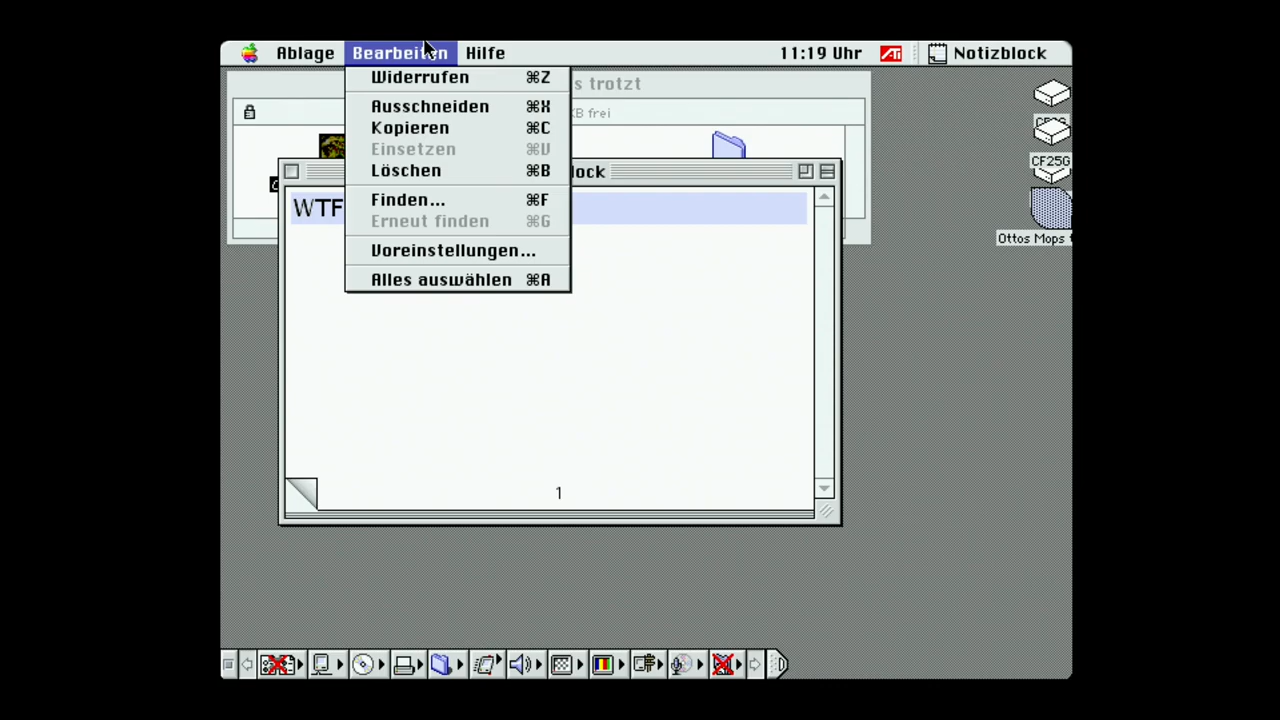 Ablage Bearbeiten Hilfe 11:19 Uhr ATI Notizblock
Widerrufen ⌘Z
Ausschneiden ⌘X
Kopieren ⌘C
Einsetzen ⌘V
Löschen ⌘B
Finden... ⌘F
Erneut finden ⌘G
Voreinstellungen...
Alles auswählen ⌘A
s trotzt
KB frei
lock
WTF
1
CF25G
Ottos Mops t